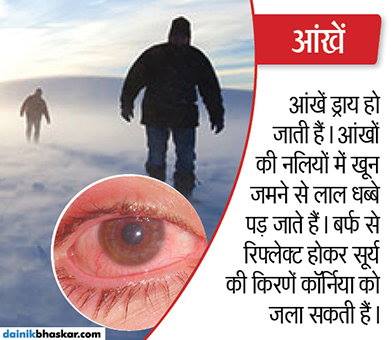 आंखें
आंखें ड्राय हो
जाती हैं। आंखों
की नलियों में खून
जमने से लाल धब्बे
पड़ जाते हैं। बर्फ से
रिफ्लेक्ट होकर सूर्य
की किरणें कॉर्निया को
जला सकती हैं।
dainikbhaskar.com